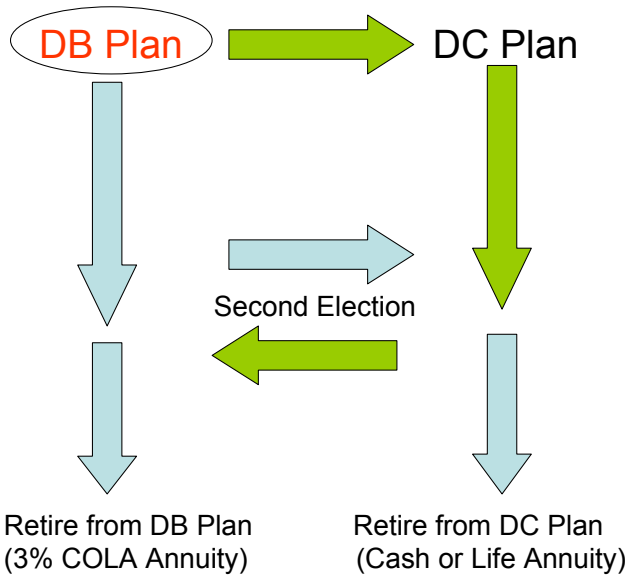 DB Plan
DC Plan
Second Election
Retire from DB Plan
(3% COLA Annuity)
Retire from DC Plan
(Cash or Life Annuity)